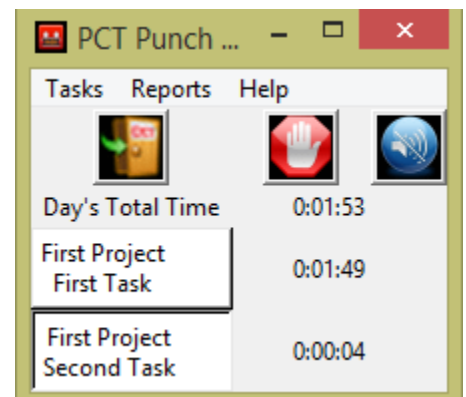 PCT Punch ...
Tasks Reports Help
Day's Total Time 0:01:53
First Project
First Task
0:01:49
First Project
Second Task
0:00:04